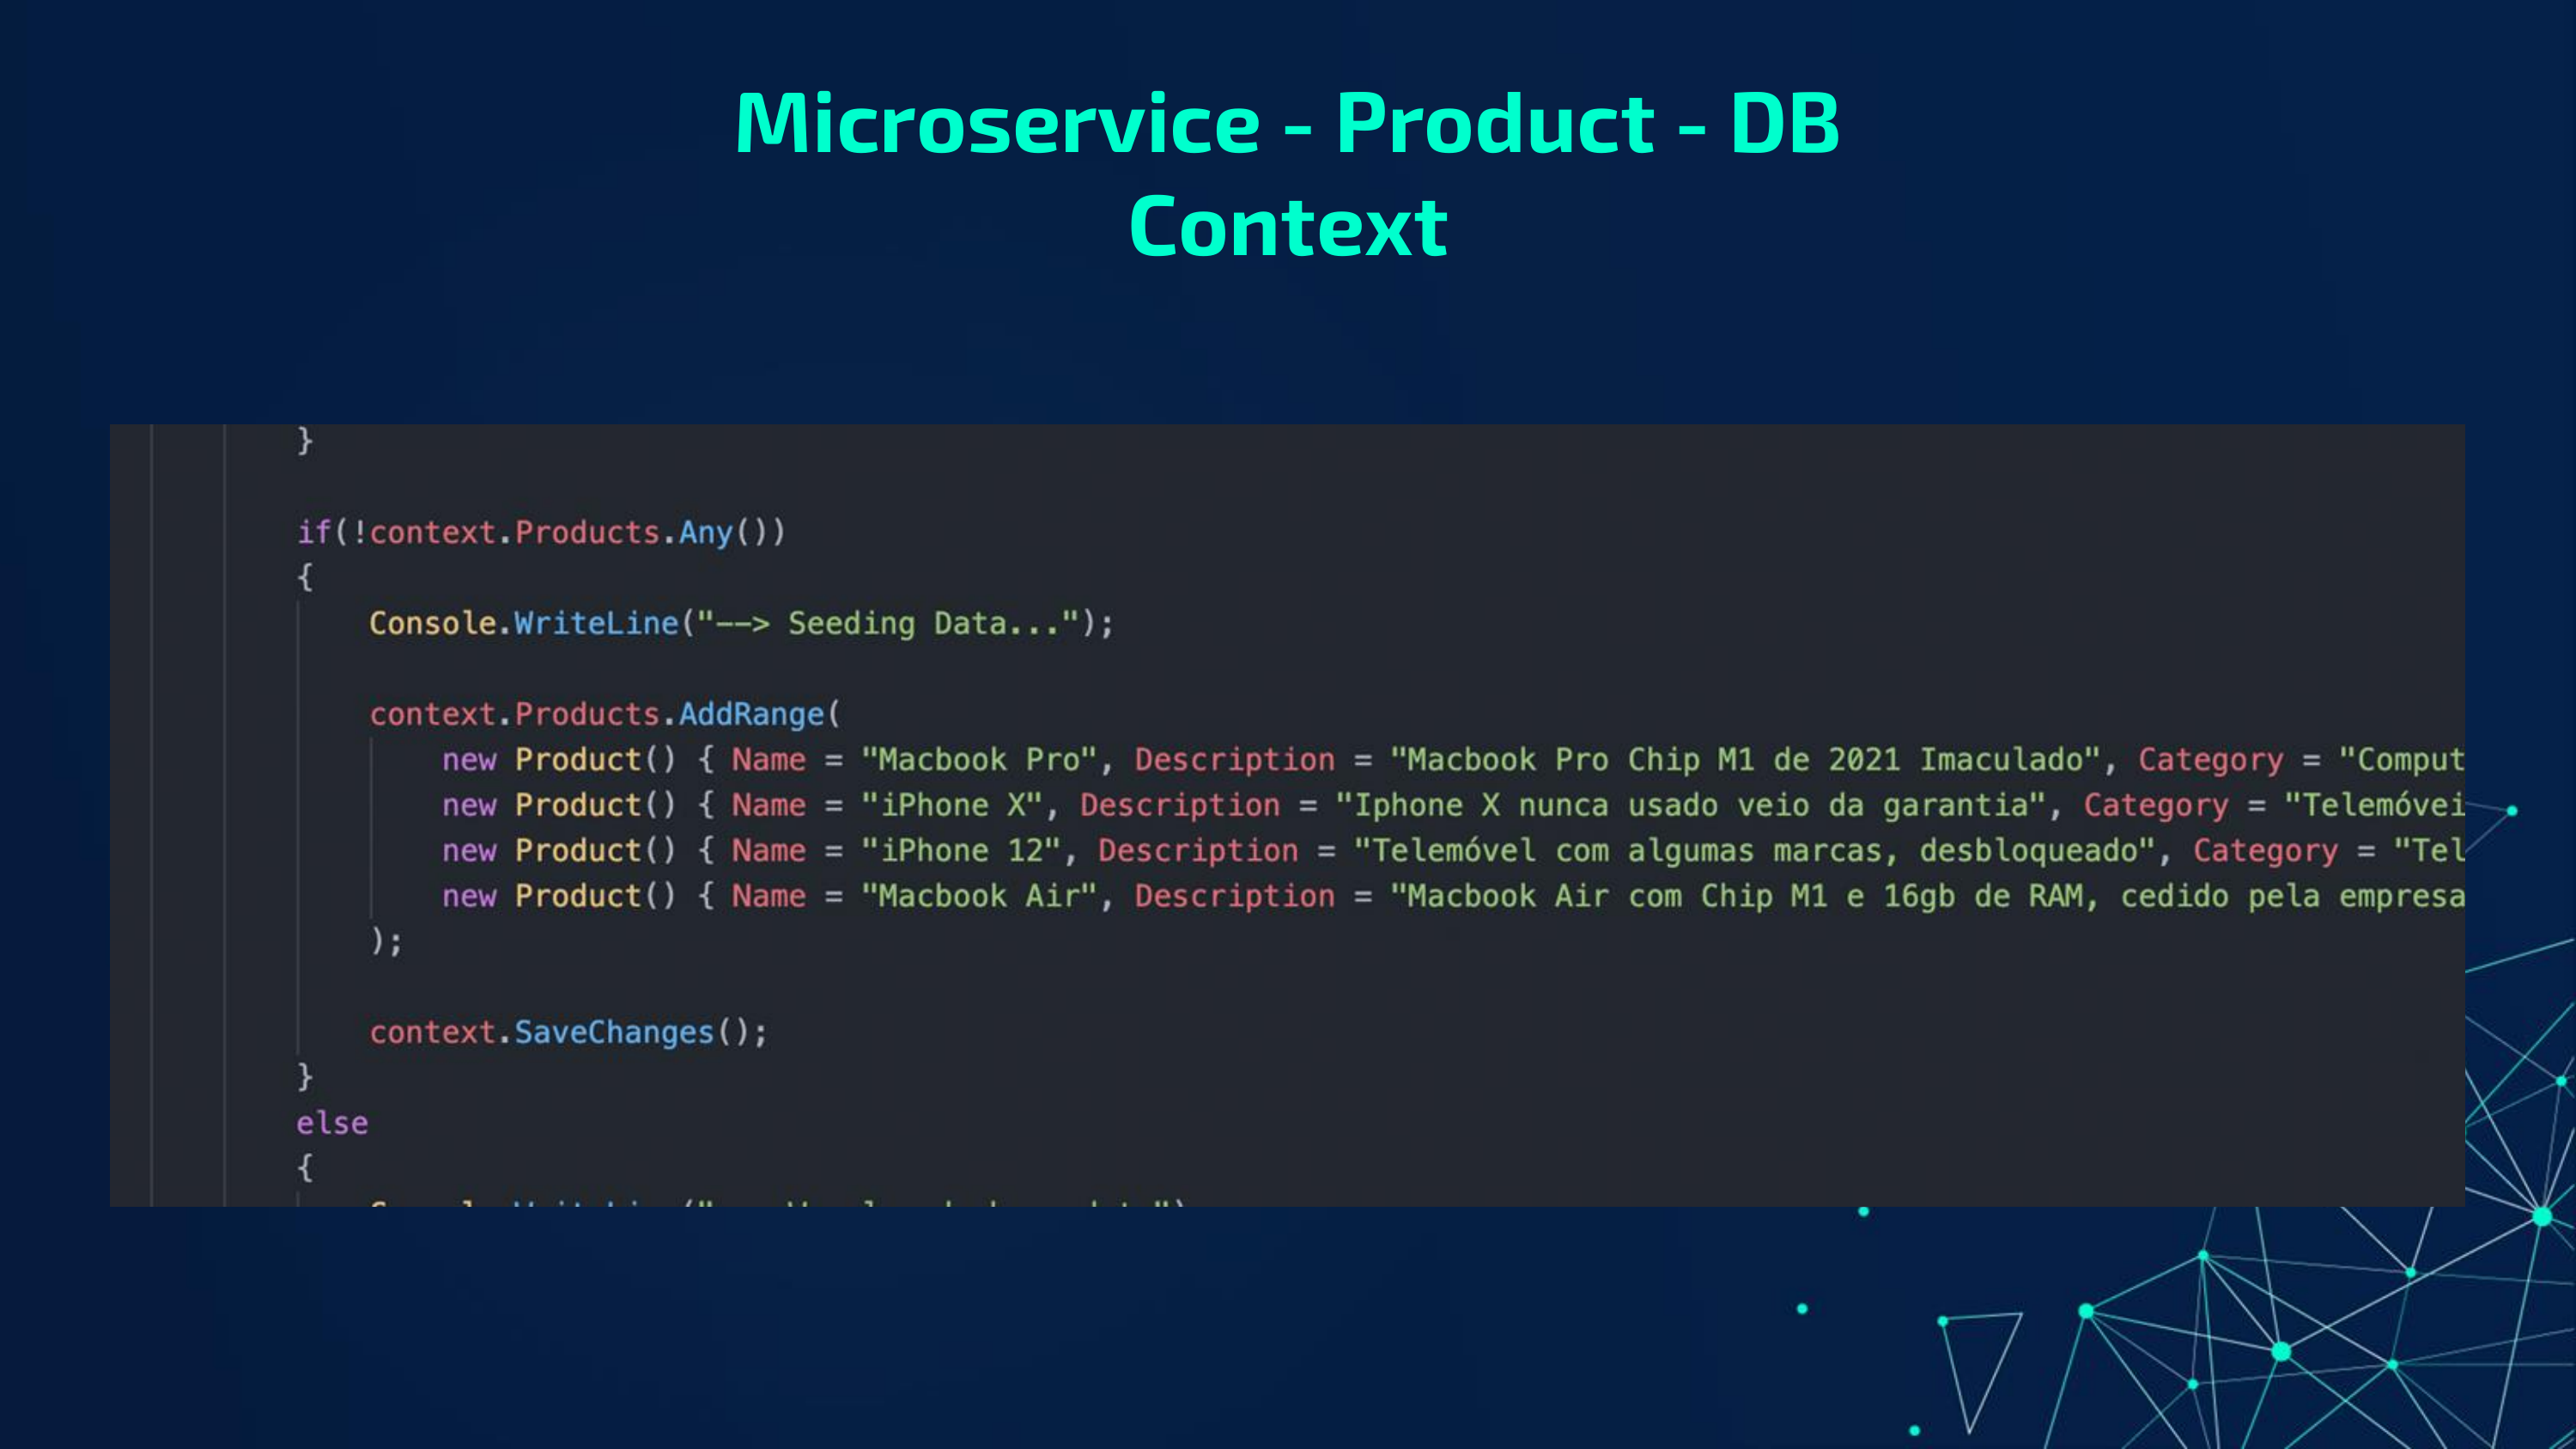 Microservice - Product - DB
Context
}
if(!context.Products.Any())
{
Console.WriteLine("--> Seeding Data...");
context.Products.AddRange(
new Product() { Name = "Macbook Pro", Description = "Macbook Pro Chip M1 de 2021 Imaculado", Category = "Comput
new Product() { Name = "iPhone X", Description = "Iphone X nunca usado veio da garantia", Category = "Telemóvei
new Product() { Name = "iPhone 12", Description = "Telemóvel com algumas marcas, desbloqueado", Category = "Tel
new Product() { Name = "Macbook Air", Description = "Macbook Air com Chip M1 e 16gb de RAM, cedido pela empresa
);
context.SaveChanges();
}
else
{